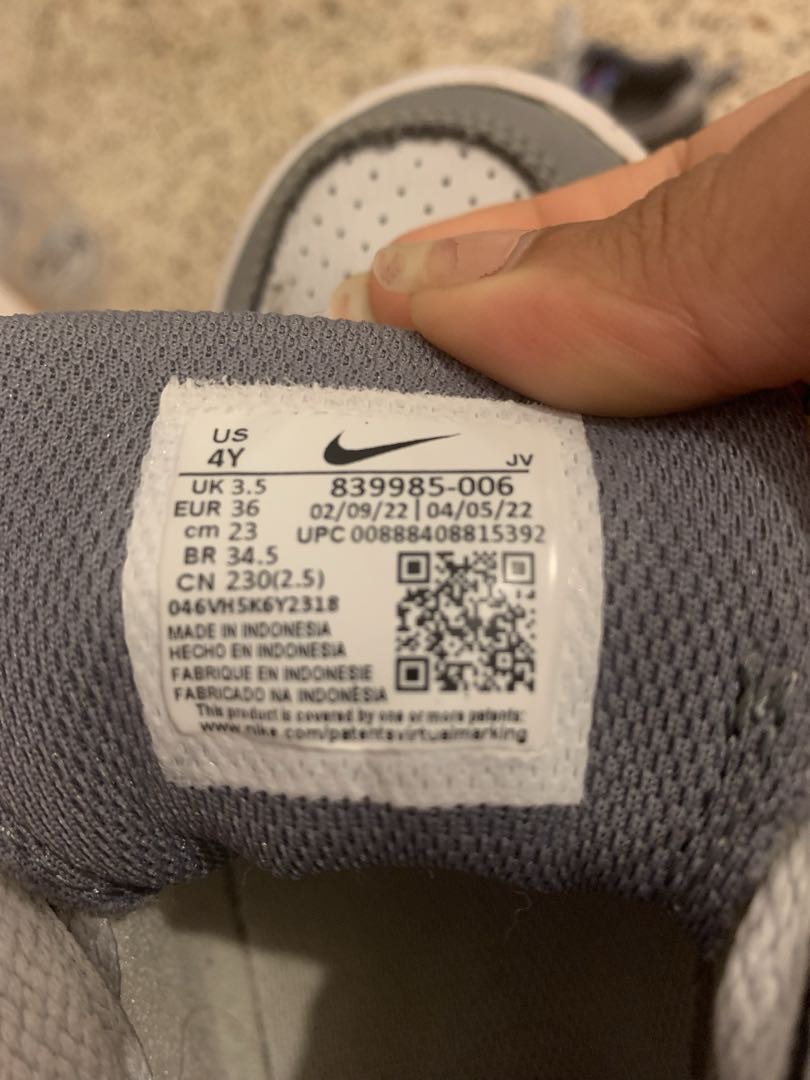 US
4Y
JV
UK 3.5
839985-006
EUR 36
02/09/22 | 04/05/22
cm 23
UPC 00888408815392
BR 34.5
CN 230(2.5)
046VH5K6Y2318
MADE IN INDONESIA
HECHO EN INDONESIA
FABRIQUE EN INDONESIE
FABRICADO NA INDONÉSIA
This product is covered by one or more patents:
www.nike.com/patentsvirtualmarking